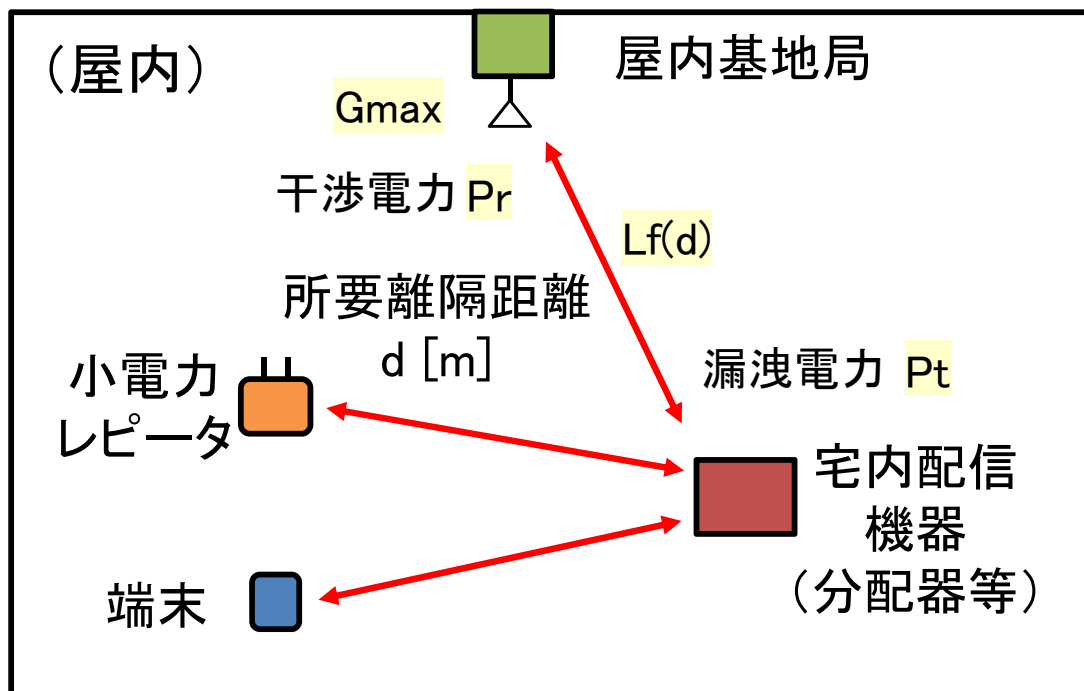 （屋内）
屋内基地局
Gmax
干渉電力 Pr
Lf(d)
所要離隔距離
d [m]
小電力
レピータ
漏洩電力 Pt
宅内配信
機器
（分配器等）
端末